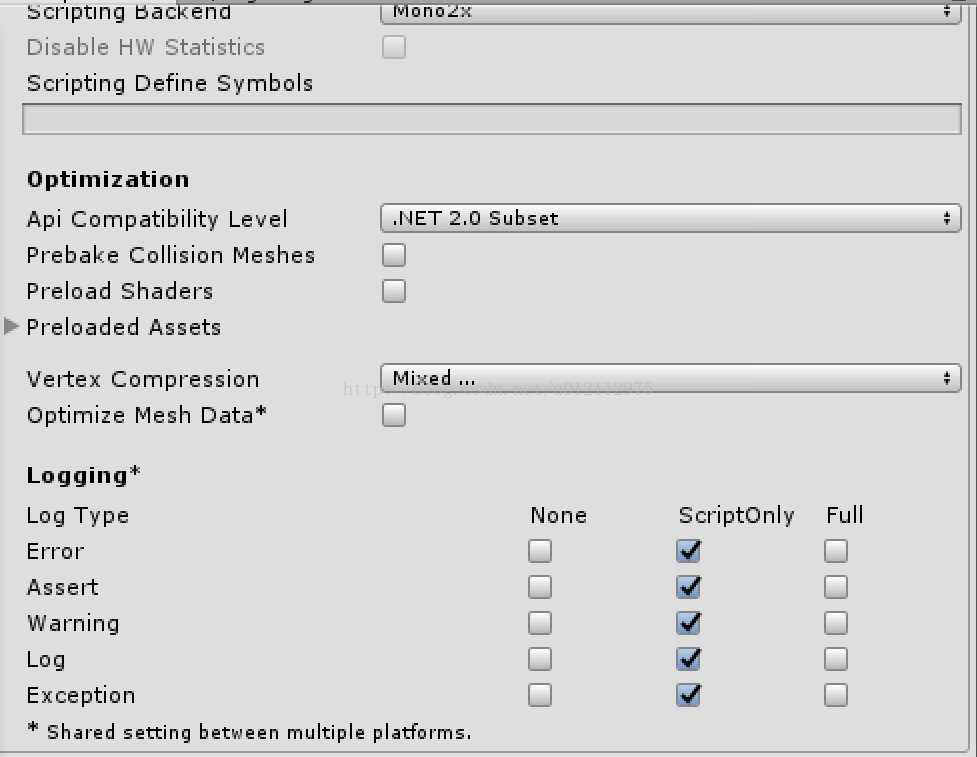 Scripting Backend Mono2x
Disable HW Statistics
Scripting Define Symbols
Optimization
Api Compatibility Level .NET 2.0 Subset
Prebake Collision Meshes
Preload Shaders
Preloaded Assets
Vertex Compression Mixed ...
Optimize Mesh Data*
Logging*
Log Type None ScriptOnly Full
Error
Assert
Warning
Log
Exception
* Shared setting between multiple platforms.